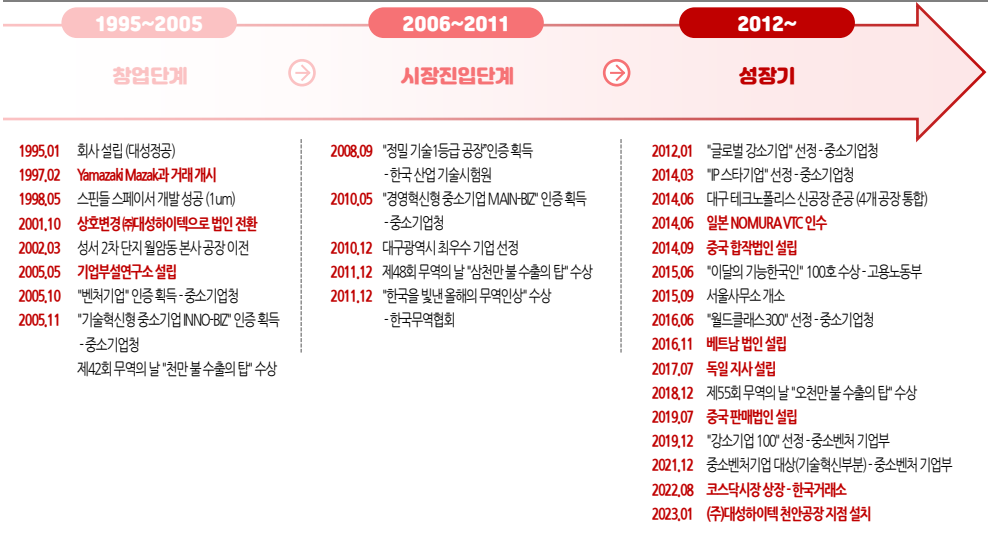 1995~2005
창업단계
2006~2011
시장진입단계
2012~
성장기
1995.01 회사 설립 (대성정공)
1997.02 Yamazaki Mazak과 거래 개시
1998.05 스핀들 스페이서 개발 성공 (1um)
2001.10 상호변경 ㈜대성하이텍으로 법인 전환
2002.03 성서 2차 단지 월암동 본사 공장 이전
2005.05 기업부설연구소 설립
2005.10 "벤처기업" 인증 획득 - 중소기업청
2005.11 "기술혁신형 중소기업 INNO-BIZ" 인증 획득
- 중소기업청
제42회 무역의 날 "천만 불 수출의 탑" 수상
2008.09 "정밀 기술1등급 공장"인증 획득
- 한국 산업 기술시험원
2010.05 "경영혁신형 중소기업 MAIN-BIZ" 인증 획득
- 중소기업청
2010.12 대구광역시 최우수 기업 선정
2011.12 제48회 무역의 날 "삼천만 불 수출의 탑" 수상
2011.12 "한국을 빛낸 올해의 무역인상" 수상
- 한국무역협회
2012.01 "글로벌 강소기업" 선정 - 중소기업청
2014.03 "IP 스타기업" 선정 - 중소기업청
2014.06 대구 테크노폴리스 신공장 준공 (4개 공장 통합)
2014.06 일본 NOMURA VTC 인수
2014.09 중국 합작법인 설립
2015.06 "이달의 기능한국인" 100호 수상 - 고용노동부
2015.09 서울사무소 개소
2016.06 "월드클래스300" 선정 - 중소기업청
2016.11 베트남 법인 설립
2017.07 독일 지사 설립
2018.12 제55회 무역의 날 "오천만 불 수출의 탑" 수상
2019.07 중국 판매법인 설립
2019.12 "강소기업 100" 선정 - 중소벤처 기업부
2021.12 중소벤처기업 대상(기술혁신부분) - 중소벤처 기업부
2022.08 코스닥시장 상장 - 한국거래소
2023.01 (주)대성하이텍 천안공장 지점 설치